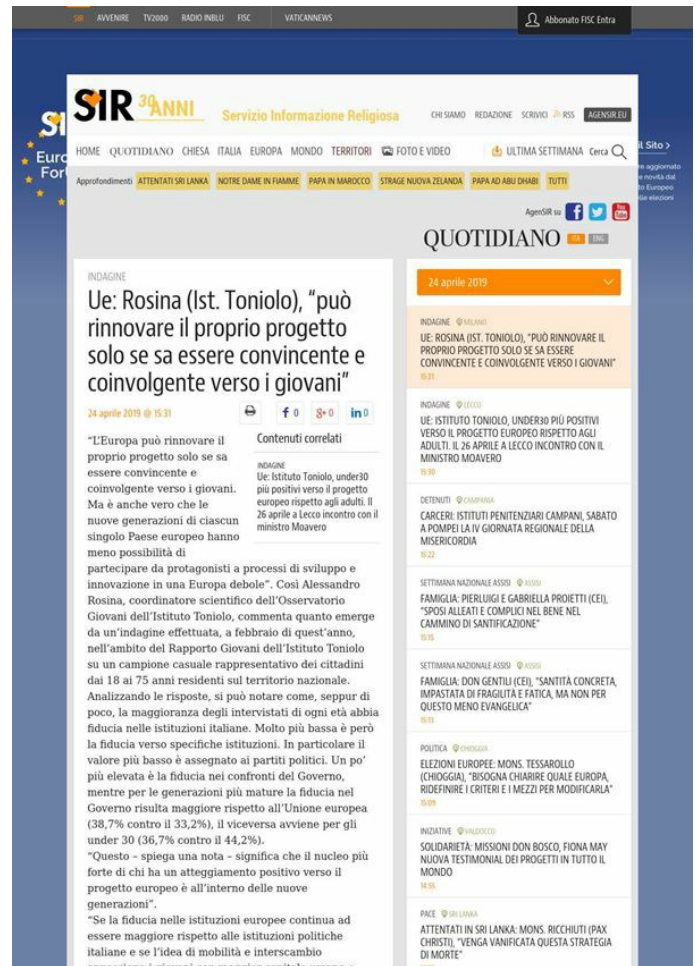 SIR AVVENIRE TV2000 RADIO INBLU FISC VATICANNEWS
Abbonato FISC Entra
SIR 30 ANNI
Servizio Informazione Religiosa
CHI SIAMO REDAZIONE SCRIVICI RSS AGENSIR.EU
HOME QUOTIDIANO CHIESA ITALIA EUROPA MONDO TERRITORI FOTO E VIDEO
ULTIMA SETTIMANA Cerca
il Sito >
Approfondimenti ATTENTATI SRI LANKA NOTRE DAME IN FIAMME PAPA IN MAROCCO STRAGE NUOVA ZELANDA PAPA AD ABU DHABI TUTTI
AgenSIR su
You
Tube
QUOTIDIANO ITA ENG
INDAGINE
Ue: Rosina (Ist. Toniolo), “può
rinnovare il proprio progetto
solo se sa essere convincente e
coinvolgente verso i giovani”
24 aprile 2019 @ 15:31
f 0
g+ 0
in 0
“L’Europa può rinnovare il
proprio progetto solo se sa
essere convincente e
coinvolgente verso i giovani.
Ma è anche vero che le
nuove generazioni di ciascun
singolo Paese europeo hanno
meno possibilità di
partecipare da protagonisti a processi di sviluppo e
innovazione in una Europa debole”. Così Alessandro
Rosina, coordinatore scientifico dell’Osservatorio
Giovani dell’Istituto Toniolo, commenta quanto emerge
da un’indagine effettuata, a febbraio di quest’anno,
nell’ambito del Rapporto Giovani dell’Istituto Toniolo
su un campione casuale rappresentativo dei cittadini
dai 18 ai 75 anni residenti sul territorio nazionale.
Analizzando le risposte, si può notare come, seppur di
poco, la maggioranza degli intervistati di ogni età abbia
fiducia nelle istituzioni italiane. Molto più bassa è però
la fiducia verso specifiche istituzioni. In particolare il
valore più basso è assegnato ai partiti politici. Un po’
più elevata è la fiducia nei confronti del Governo,
mentre per le generazioni più mature la fiducia nel
Governo risulta maggiore rispetto all’Unione europea
(38,7% contro il 33,2%), il viceversa avviene per gli
under 30 (36,7% contro il 44,2%).
“Questo – spiega una nota – significa che il nucleo più
forte di chi ha un atteggiamento positivo verso il
progetto europeo è all’interno delle nuove
generazioni”.
“Se la fiducia nelle istituzioni europee continua ad
essere maggiore rispetto alle istituzioni politiche
italiane e se l’idea di mobilità e interscambio
Contenuti correlati
INDAGINE
Ue: Istituto Toniolo, under30
più positivi verso il progetto
europeo rispetto agli adulti. Il
26 aprile a Lecco incontro con il
ministro Moavero
24 aprile 2019
INDAGINE MILANO
UE: ROSINA (IST. TONIOLO), “PUÒ RINNOVARE IL
PROPRIO PROGETTO SOLO SE SA ESSERE
CONVINCENTE E COINVOLGENTE VERSO I GIOVANI”
15:31
INDAGINE LECCO
UE: ISTITUTO TONIOLO, UNDER30 PIÙ POSITIVI
VERSO IL PROGETTO EUROPEO RISPETTO AGLI
ADULTI. IL 26 APRILE A LECCO INCONTRO CON IL
MINISTRO MOAVERO
15:30
DETENUTI CAMPANIA
CARCERI: ISTITUTI PENITENZIARI CAMPANI, SABATO
A POMPEI LA IV GIORNATA REGIONALE DELLA
MISERICORDIA
15:22
SETTIMANA NAZIONALE ASSISI ASSISI
FAMIGLIA: PIERLUIGI E GABRIELLA PROIETTI (CEI),
“SPOSI ALLEATI E COMPLICI NEL BENE NEL
CAMMINO DI SANTIFICAZIONE”
15:15
SETTIMANA NAZIONALE ASSISI ASSISI
FAMIGLIA: DON GENTILI (CEI), “SANTITÀ CONCRETA,
IMPASTATA DI FRAGILITÀ E FATICA, MA NON PER
QUESTO MENO EVANGELICA”
15:13
POLITICA CHIOGGIA
ELEZIONI EUROPEE: MONS. TESSAROLLO
(CHIOGGIA), “BISOGNA CHIARIRE QUALE EUROPA,
RIDEFINIRE I CRITERI E I MEZZI PER MODIFICARLA”
15:09
INIZIATIVE VALDOCCO
SOLIDARIETÀ: MISSIONI DON BOSCO, FIONA MAY
NUOVA TESTIMONIAL DEI PROGETTI IN TUTTO IL
MONDO
14:55
PACE SRI LANKA
ATTENTATI IN SRI LANKA: MONS. RICCHIUTI (PAX
CHRISTI), “VENGA VANIFICATA QUESTA STRATEGIA
DI MORTE”